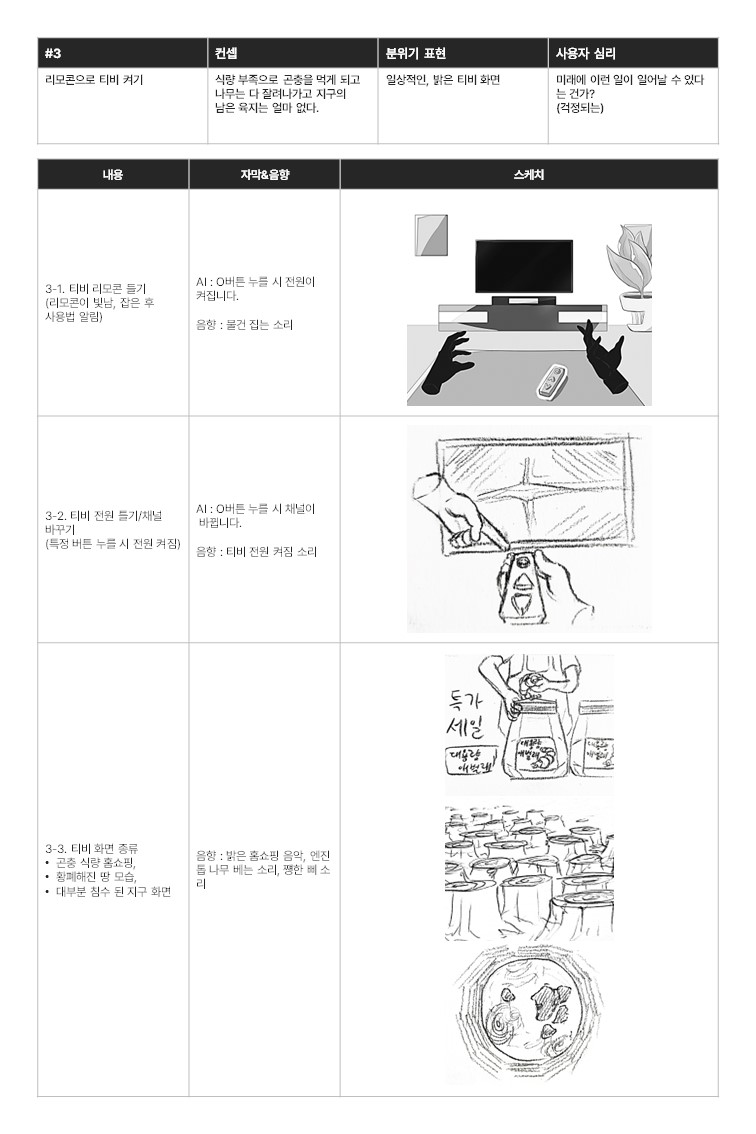 #3
컨셉
분위기 표현
사용자 심리
리모콘으로 티비 켜기
식량 부족으로 곤충을 먹게 되고
나무는 다 잘려나가고 지구의
남은 육지는 얼마 없다.
일상적인, 밝은 티비 화면
미래에 이런 일이 일어날 수 있다
는 건가?
(걱정되는)
내용
자막&음향
스케치
3-1. 티비 리모콘 들기
(리모콘이 빛남, 잡은 후
사용법 알림)
AI : O버튼 누를 시 전원이
켜집니다.
음향 : 물건 집는 소리
3-2. 티비 전원 틀기/채널
바꾸기
(특정 버튼 누를 시 전원 켜짐)
AI : O버튼 누를 시 채널이
바뀝니다.
음향 : 티비 전원 켜짐 소리
3-3. 티비 화면 종류
• 곤충 식량 홈쇼핑,
• 황폐해진 땅 모습,
• 대부분 침수 된 지구 화면
음향 : 밝은 홈쇼핑 음악, 엔진
톱 나무 베는 소리, 쨍한 삐 소
리
특가
세일
대용량
애벌레!
대용량
애벌레
대용량
애벌레